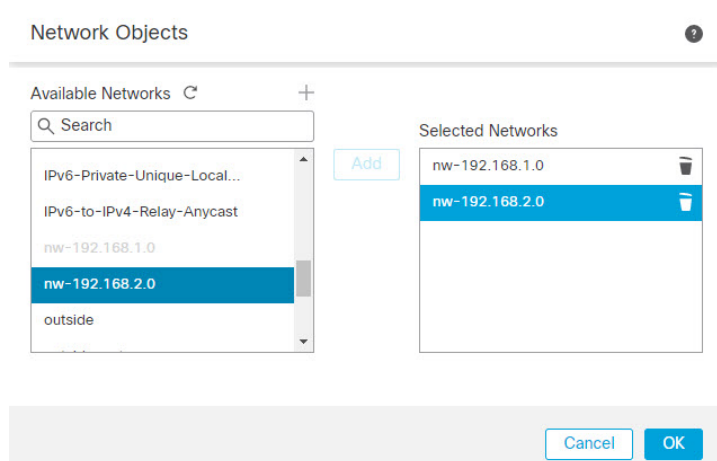 Network Objects
?
Available Networks
+
Search
Add
Selected Networks
IPv6-Private-Unique-Local...
IPv6-to-IPv4-Relay-Anycast
nw-192.168.1.0
nw-192.168.2.0
outside
nw-192.168.1.0
nw-192.168.2.0
Cancel
OK